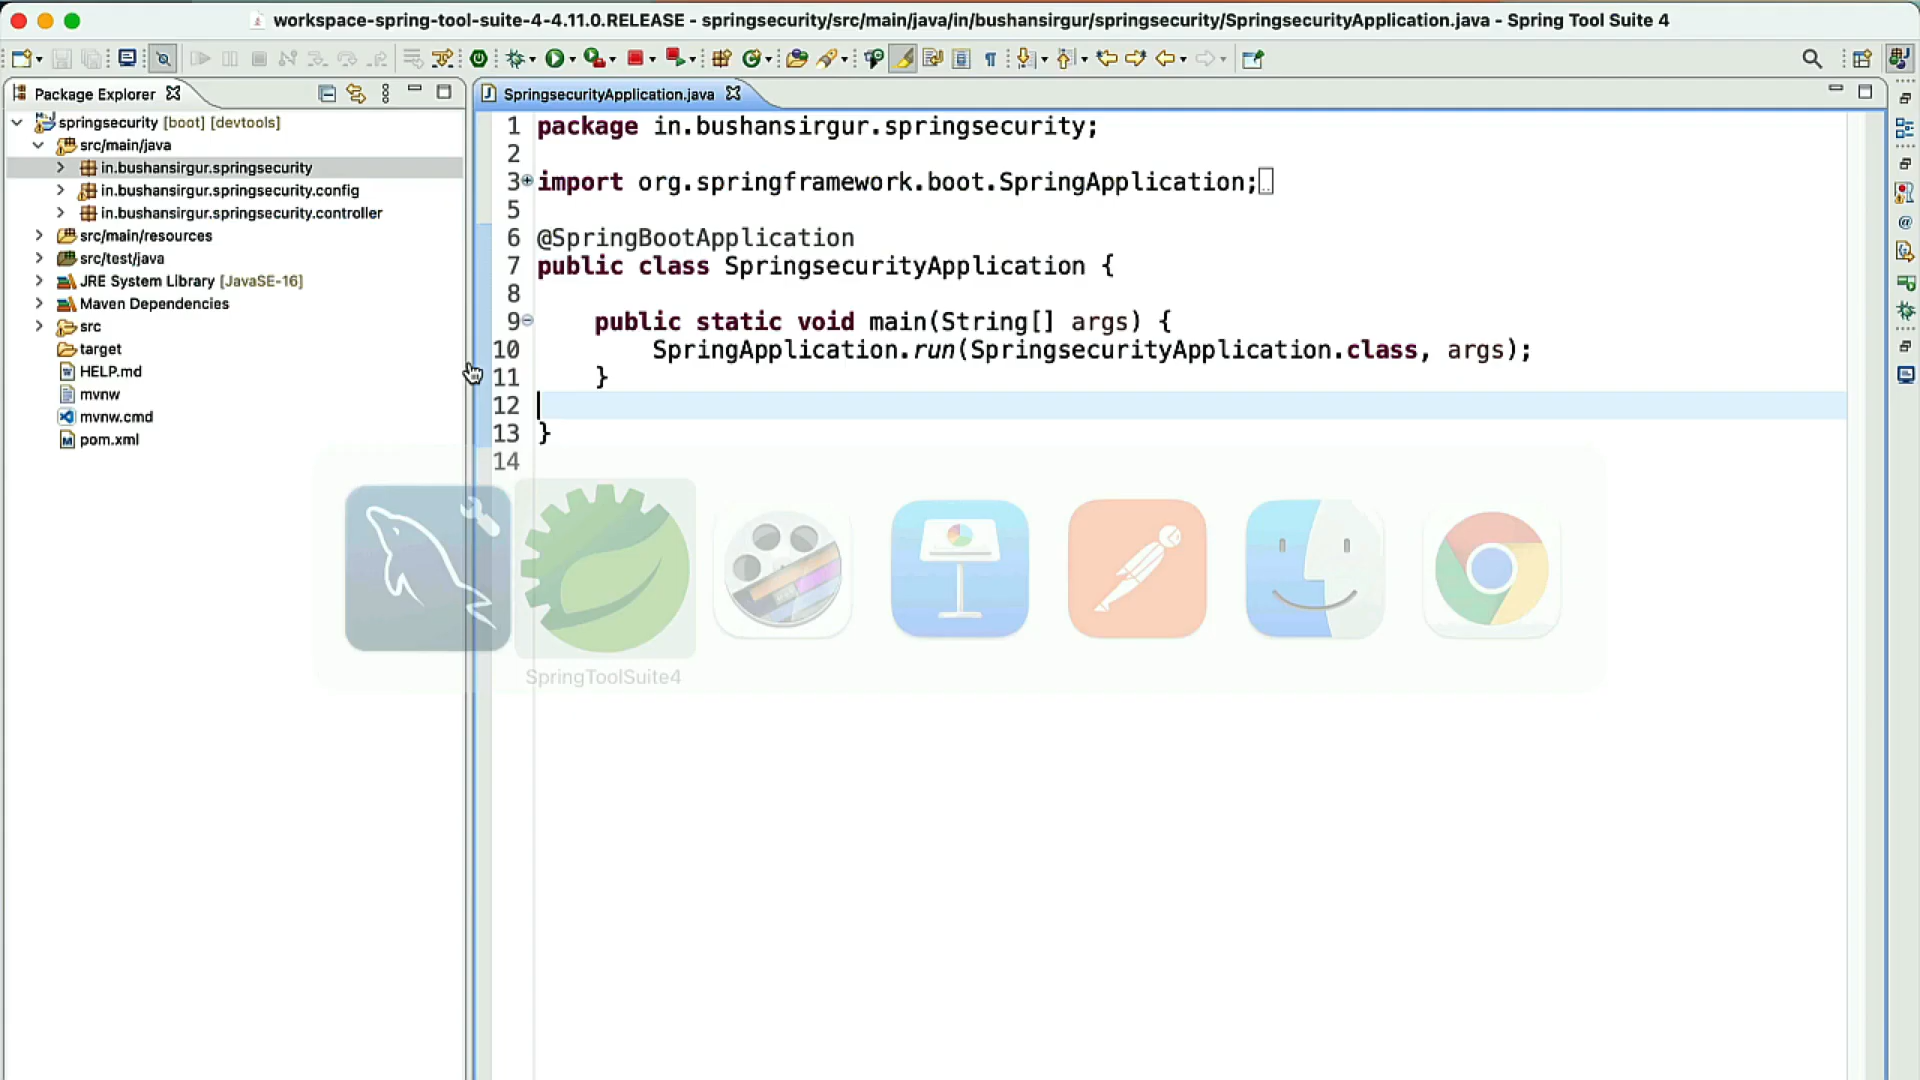 workspace-spring-tool-suite-4-4.11.0.RELEASE - springsecurity/src/main/java/in/bushansirgur/springsecurity/SpringsecurityApplication.java - Spring Tool Suite 4
Package Explorer
springsecurity [boot] [devtools]
src/main/java
in.bushansirgur.springsecurity
in.bushansirgur.springsecurity.config
in.bushansirgur.springsecurity.controller
src/main/resources
src/test/java
JRE System Library [JavaSE-16]
Maven Dependencies
src
target
HELP.md
mvnw
mvnw.cmd
pom.xml
SpringsecurityApplication.java
1 package in.bushansirgur.springsecurity;
2
3 import org.springframework.boot.SpringApplication;
5
6 @SpringBootApplication
7 public class SpringsecurityApplication {
8
9 public static void main(String[] args) {
10 SpringApplication.run(SpringsecurityApplication.class, args);
11 }
12
13 }
14
SpringToolSuite4